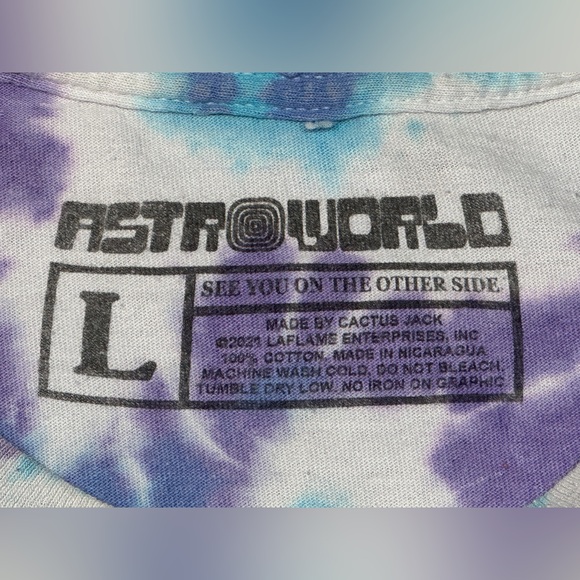 ASTROWORLD
L
SEE YOU ON THE OTHER SIDE
MADE BY CACTUS JACK
©2021 LAFLAME ENTERPRISES, INC
100% COTTON. MADE IN NICARAGUA
MACHINE WASH COLD. DO NOT BLEACH.
TUMBLE DRY LOW. NO IRON ON GRAPHIC